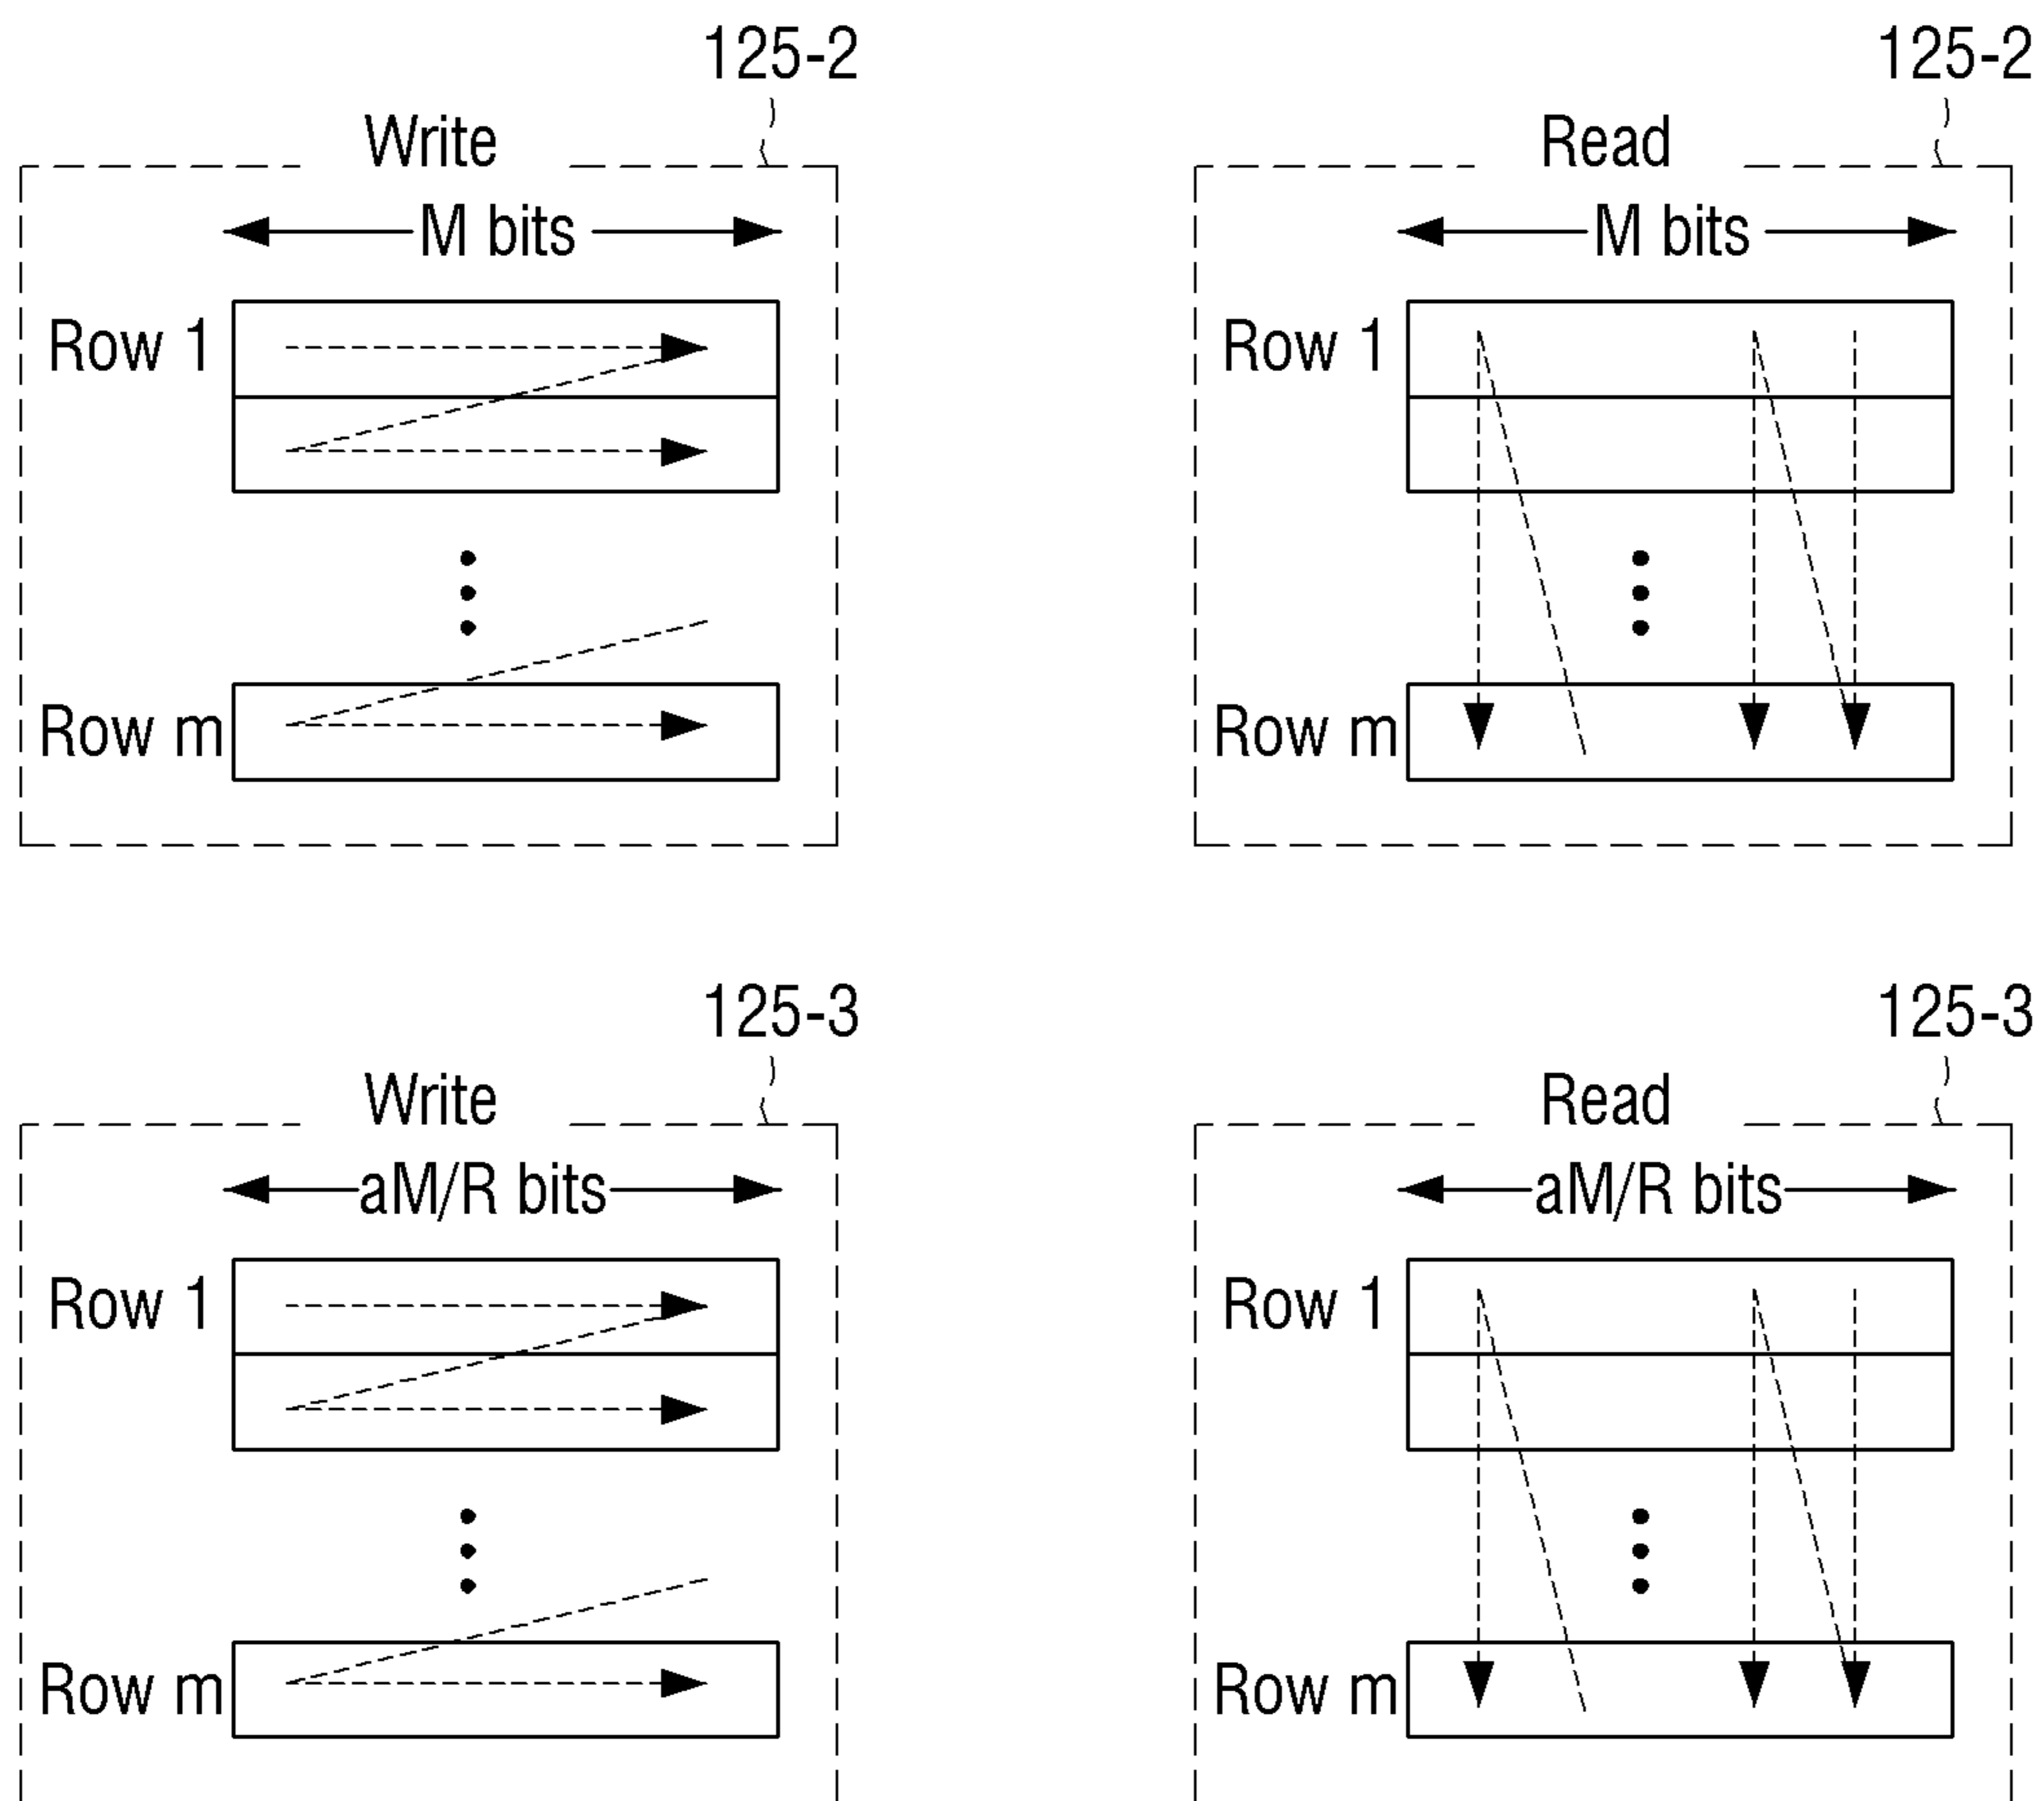 125-2
Write
M bits
Row 1
Row m
125-2
Read
M bits
Row 1
Row m
125-3
Write
aM/R bits
Row 1
Row m
125-3
Read
aM/R bits
Row 1
Row m